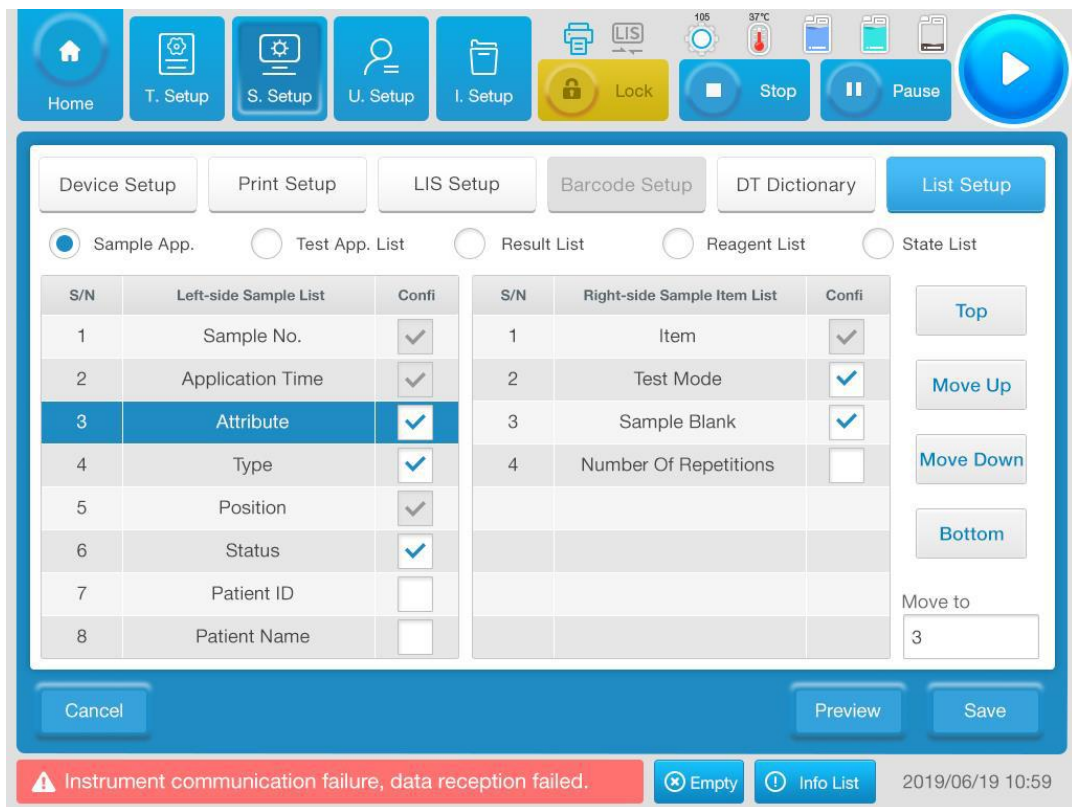 105 37℃
LIS
Home T. Setup S. Setup U. Setup I. Setup Lock Stop Pause
Device Setup Print Setup LIS Setup Barcode Setup DT Dictionary List Setup
Sample App. Test App. List Result List Reagent List State List
S/N Left-side Sample List Confi S/N Right-side Sample Item List Confi
Top
1 Sample No. 1 Item
2 Application Time 2 Test Mode
Move Up
3 Attribute 3 Sample Blank
4 Type 4 Number Of Repetitions
Move Down
5 Position
6 Status
Bottom
7 Patient ID
Move to
8 Patient Name
3
Cancel Preview Save
Instrument communication failure, data reception failed. Empty Info List 2019/06/19 10:59